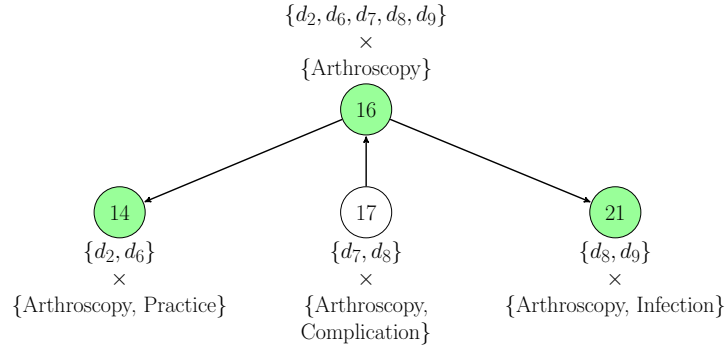 {d₂, d₆, d₇, d₈, d₉}
×
{Arthroscopy}
16
14
17
21
{d₂, d₆}
{d₇, d₈}
{d₈, d₉}
×
×
×
{Arthroscopy, Practice}
{Arthroscopy,
Complication}
{Arthroscopy, Infection}